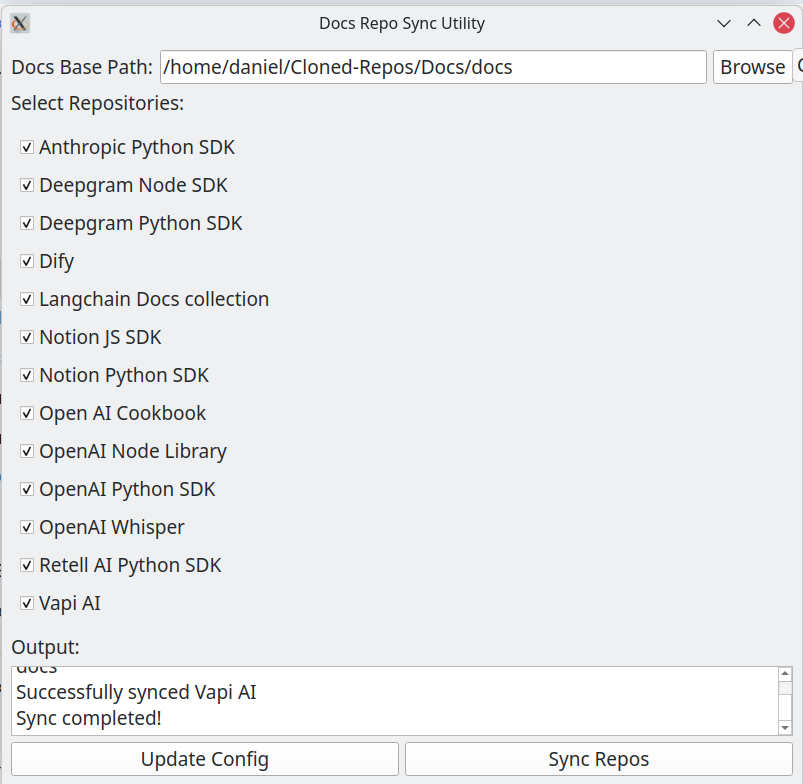 Docs Repo Sync Utility
Docs Base Path: /home/daniel/Cloned-Repos/Docs/docs Browse
Select Repositories:
Anthropic Python SDK
Deepgram Node SDK
Deepgram Python SDK
Dify
Langchain Docs collection
Notion JS SDK
Notion Python SDK
Open AI Cookbook
OpenAI Node Library
OpenAI Python SDK
OpenAI Whisper
Retell AI Python SDK
Vapi AI
Output:
docs
Successfully synced Vapi AI
Sync completed!
Update Config Sync Repos